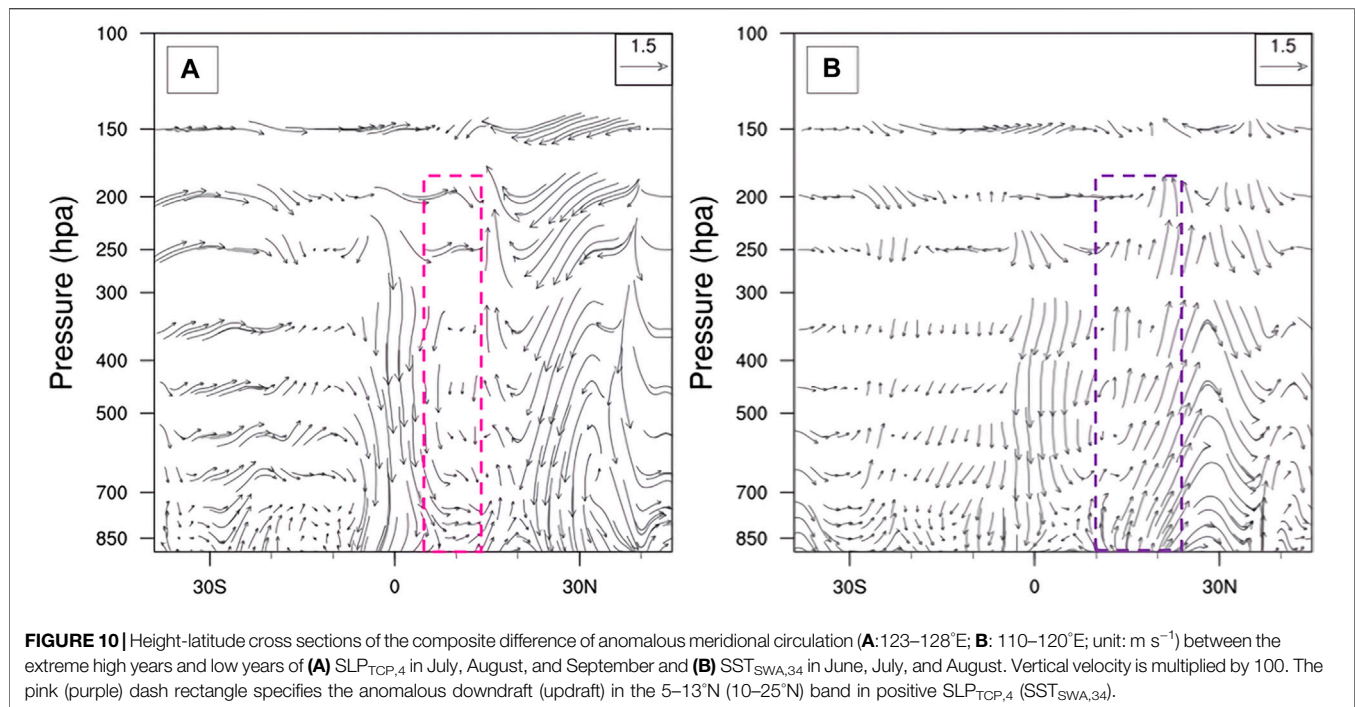 100
150
200
250
300
400
500
700
850
Pressure (hpa)
A
1.5
30S 0 30N
100
150
200
250
300
400
500
700
850
Pressure (hpa)
B
1.5
30S 0 30N
FIGURE 10 | Height-latitude cross sections of the composite difference of anomalous meridional circulation (A:123–128°E; B: 110–120°E; unit: m s⁻¹) between the
extreme high years and low years of (A) SLP_TCP,4 in July, August, and September and (B) SST_SWA,34 in June, July, and August. Vertical velocity is multiplied by 100. The
pink (purple) dash rectangle specifies the anomalous downdraft (updraft) in the 5–13°N (10–25°N) band in positive SLP_TCP,4 (SST_SWA,34).